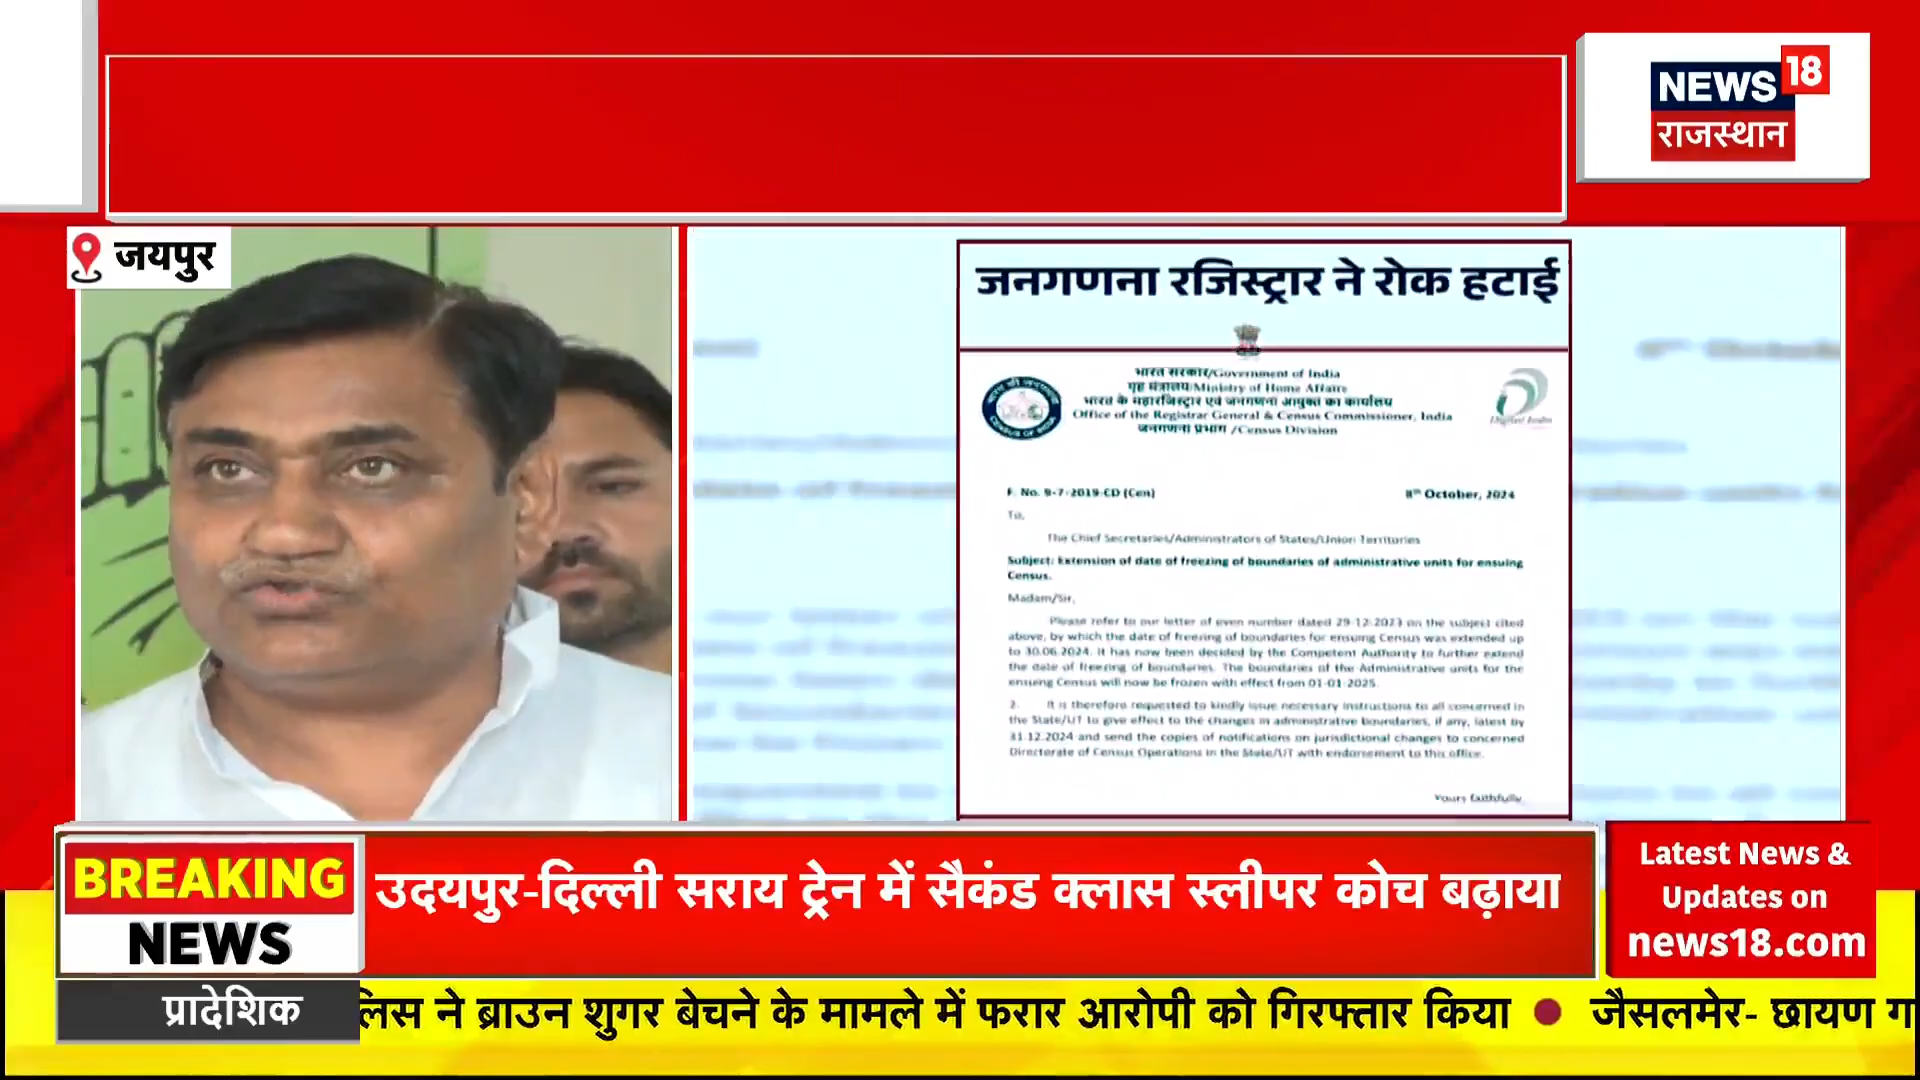 NEWS 18
राजस्थान
जयपुर
जनगणना रजिस्ट्रार ने रोक हटाई
भारत सरकार/Government of India
गृह मंत्रालय/Ministry of Home Affairs
भारत के महारजिस्ट्रार एवं जनगणना आयुक्त का कार्यालय
Office of the Registrar General & Census Commissioner, India
जनगणना प्रभाग /Census Division
Digital India
F. No. 9-7-2019-CD (Cen)
8th October, 2024
To,
The Chief Secretaries/Administrators of States/Union Territories
Subject: Extension of date of freezing of boundaries of administrative units for ensuing
Census.
Madam/Sir,
Please refer to our letter of even number dated 29-12-2023 on the subject cited
above, by which the date of freezing of boundaries for ensuing Census was extended up
to 30.06.2024. It has now been decided by the Competent Authority to further extend
the date of freezing of boundaries. The boundaries of the Administrative units for the
ensuing Census will now be frozen with effect from 01-01-2025.
2. It is therefore requested to kindly issue necessary instructions to all concerned in
the State/UT to give effect to the changes in administrative boundaries, if any, latest by
31.12.2024 and send the copies of notifications on jurisdictional changes to concerned
Directorate of Census Operations in the State/UT with endorsement to this office.
Yours faithfully,
BREAKING
NEWS
उदयपुर-दिल्ली सराय ट्रेन में सैकंड क्लास स्लीपर कोच बढ़ाया
Latest News &
Updates on
news18.com
प्रादेशिक
लिस ने ब्राउन शुगर बेचने के मामले में फरार आरोपी को गिरफ्तार किया ● जैसलमेर- छायण ग